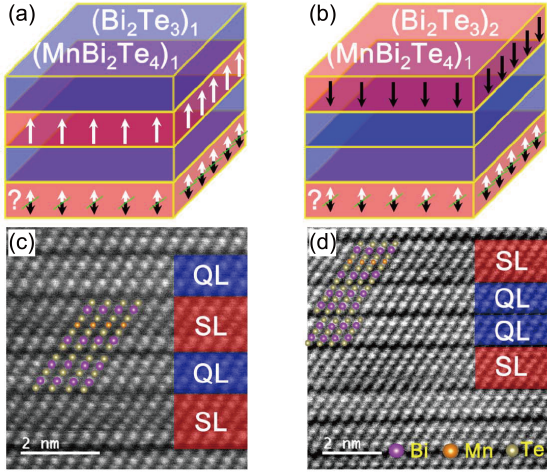 (a)
(Bi₂Te₃)₁
(MnBi₂Te₄)₁
?
(b)
(Bi₂Te₃)₂
(MnBi₂Te₄)₁
?
(c)
QL
SL
QL
SL
2 nm
(d)
SL
QL
QL
SL
2 nm
Bi Mn Te